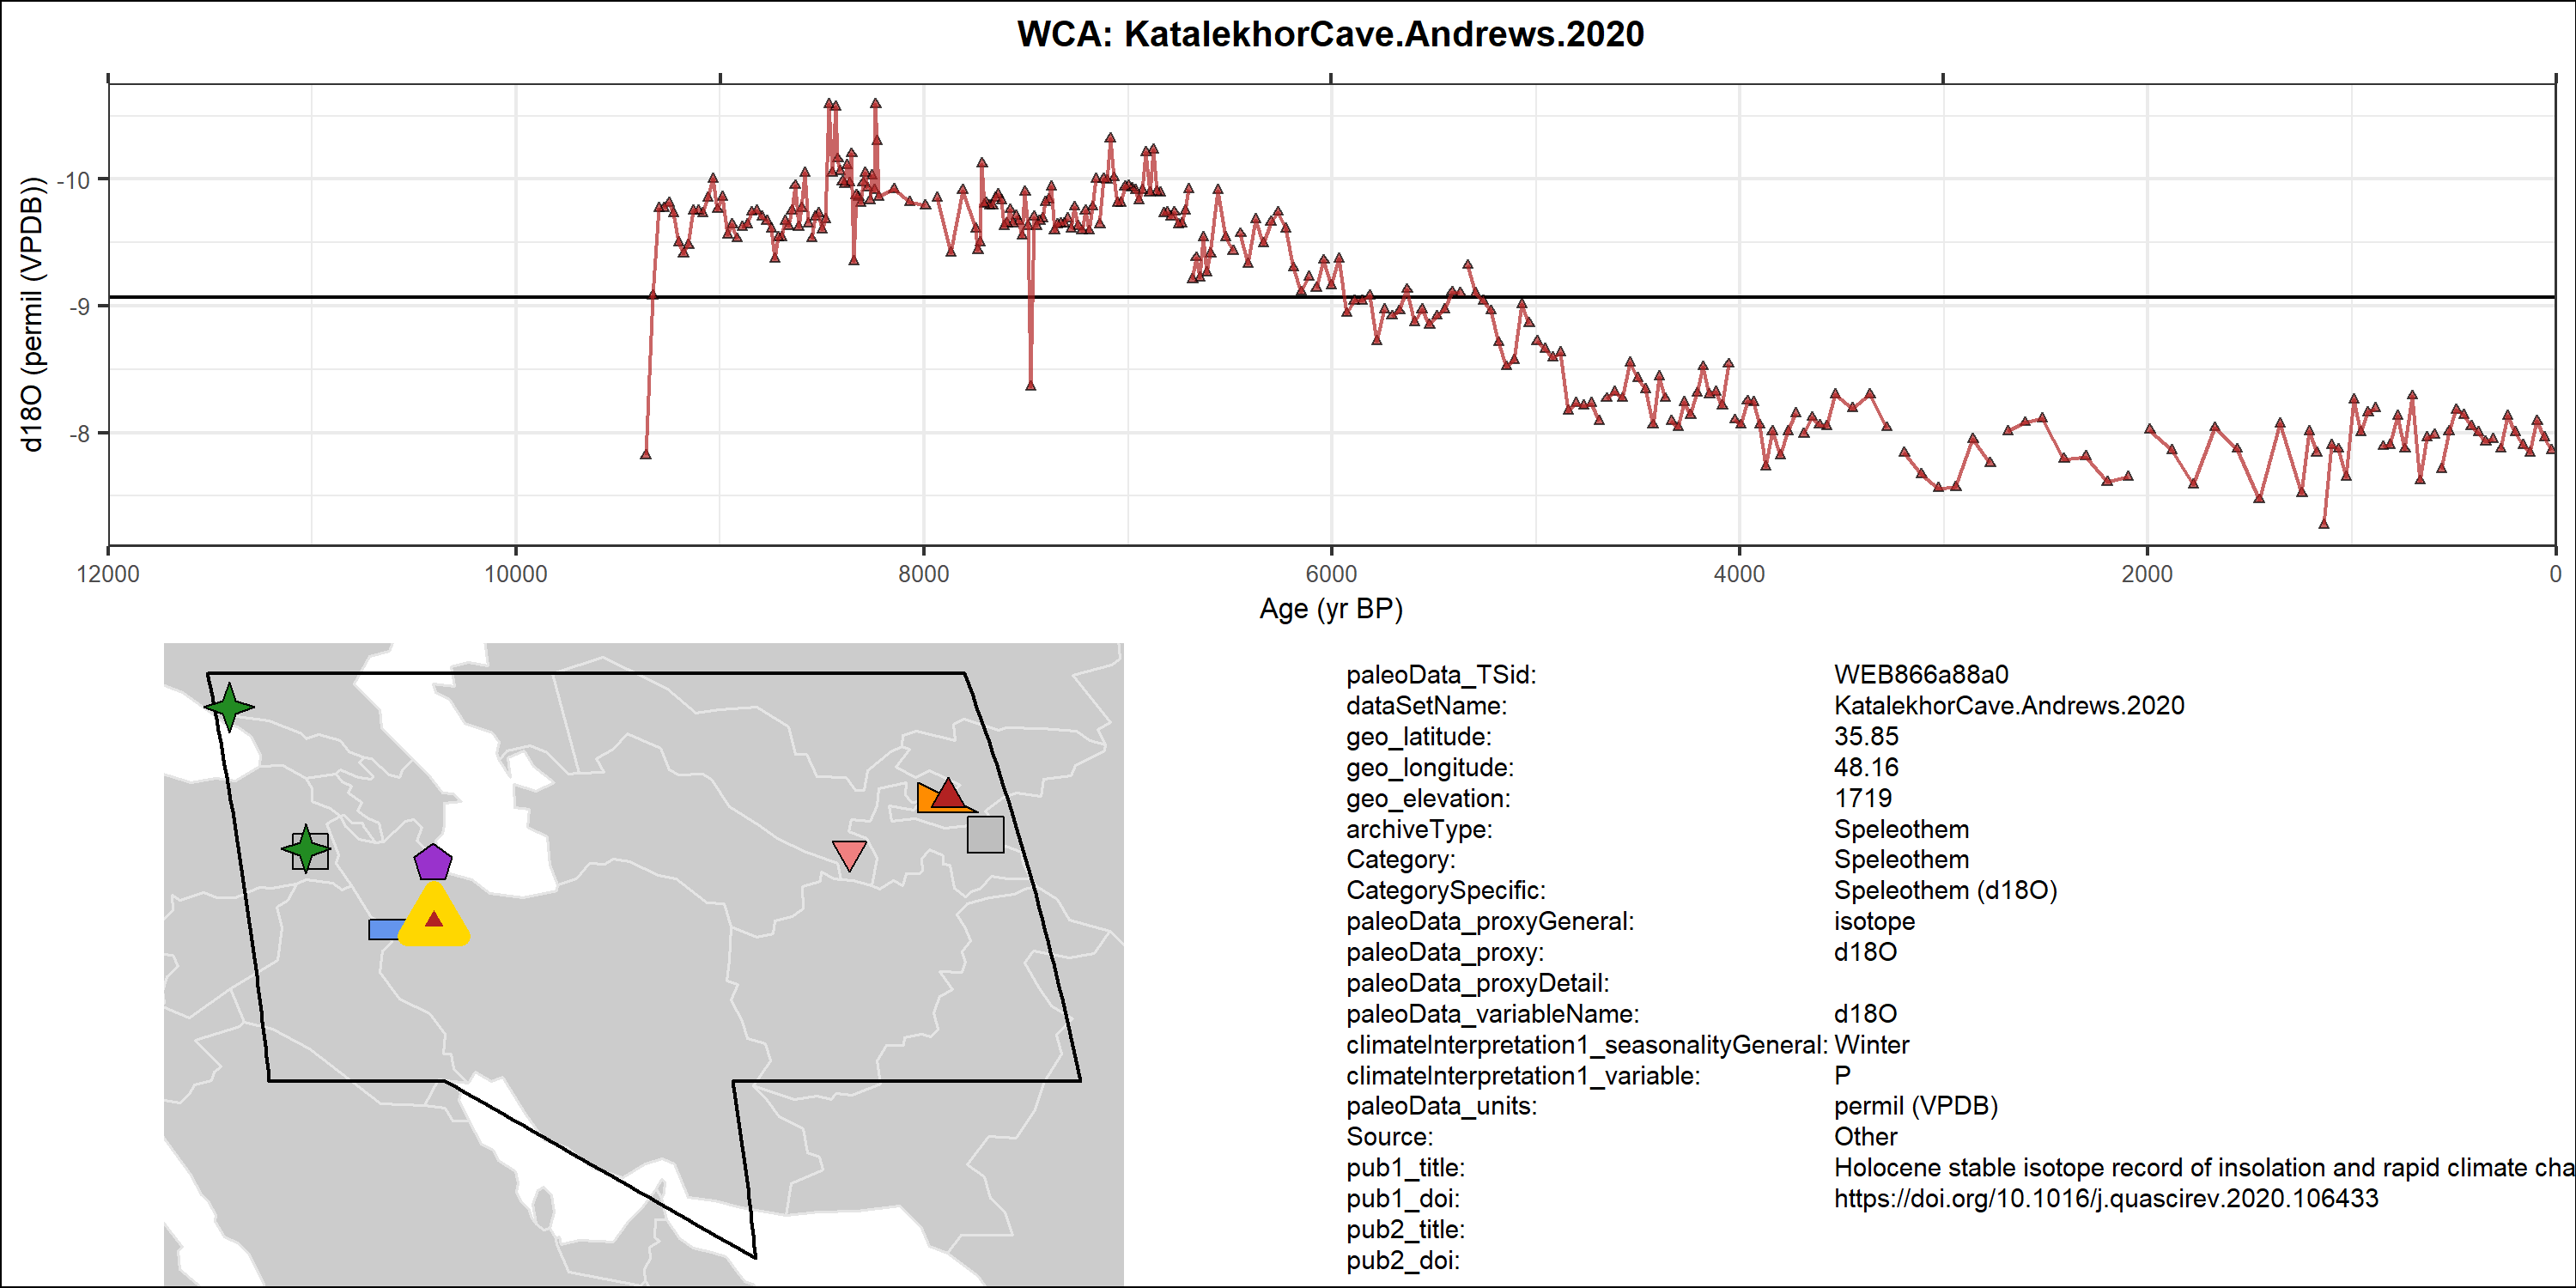 WCA: KatalekhorCave.Andrews.2020
d18O (permil (VPDB))
-10
-9
-8
12000 10000 8000 6000 4000 2000 0
Age (yr BP)
paleoData_TSid: WEB866a88a0
dataSetName: KatalekhorCave.Andrews.2020
geo_latitude: 35.85
geo_longitude: 48.16
geo_elevation: 1719
archiveType: Speleothem
Category: Speleothem
CategorySpecific: Speleothem (d18O)
paleoData_proxyGeneral: isotope
paleoData_proxy: d18O
paleoData_proxyDetail:
paleoData_variableName: d18O
climateInterpretation1_seasonalityGeneral: Winter
climateInterpretation1_variable: P
paleoData_units: permil (VPDB)
Source: Other
pub1_title: Holocene stable isotope record of insolation and rapid climate cha
pub1_doi: https://doi.org/10.1016/j.quascirev.2020.106433
pub2_title:
pub2_doi: